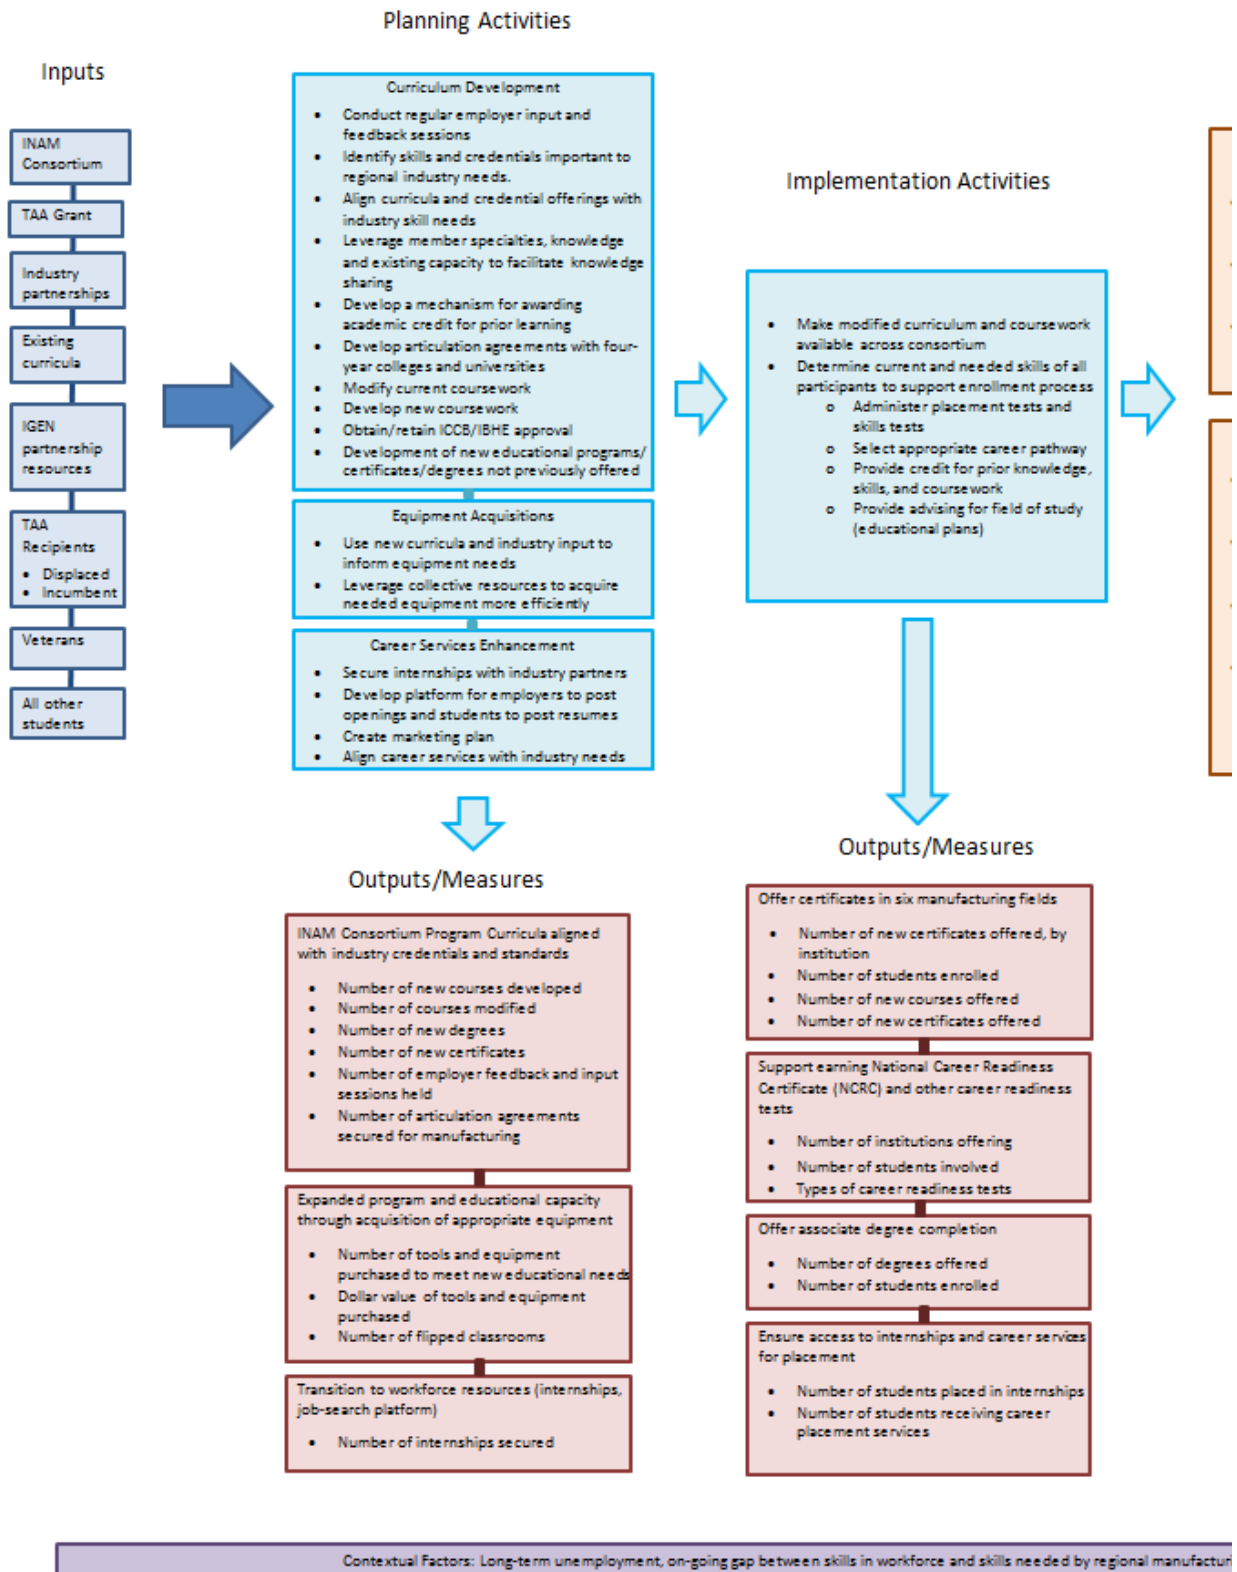 Planning Activities
Inputs
INAM
Consortium
TAA Grant
Industry
partnerships
Existing
curricula
IGEN
partnership
resources
TAA
Recipients
• Displaced
• Incumbent
Veterans
All other
students
Curriculum Development
• Conduct regular employer input and
feedback sessions
• Identify skills and credentials important to
regional industry needs.
• Align curricula and credential offerings with
industry skill needs
• Leverage member specialties, knowledge
and existing capacity to facilitate knowledge
sharing
• Develop a mechanism for awarding
academic credit for prior learning
• Develop articulation agreements with four-
year colleges and universities
• Modify current coursework
• Develop new coursework
• Obtain/retain ICCB/IBHE approval
• Development of new educational programs/
certificates/degrees not previously offered
Equipment Acquisitions
• Use new curricula and industry input to
inform equipment needs
• Leverage collective resources to acquire
needed equipment more efficiently
Career Services Enhancement
• Secure internships with industry partners
• Develop platform for employers to post
openings and students to post resumes
• Create marketing plan
• Align career services with industry needs
Implementation Activities
• Make modified curriculum and coursework
available across consortium
• Determine current and needed skills of all
participants to support enrollment process
o Administer placement tests and
skills tests
o Select appropriate career pathway
o Provide credit for prior knowledge,
skills, and coursework
o Provide advising for field of study
(educational plans)
Outputs/Measures
INAM Consortium Program Curricula aligned
with industry credentials and standards
• Number of new courses developed
• Number of courses modified
• Number of new degrees
• Number of new certificates
• Number of employer feedback and input
sessions held
• Number of articulation agreements
secured for manufacturing
Expanded program and educational capacity
through acquisition of appropriate equipment
• Number of tools and equipment
purchased to meet new educational needs
• Dollar value of tools and equipment
purchased
• Number of flipped classrooms
Transition to workforce resources (internships,
job-search platform)
• Number of internships secured
Outputs/Measures
Offer certificates in six manufacturing fields
• Number of new certificates offered, by
institution
• Number of students enrolled
• Number of new courses offered
• Number of new certificates offered
Support earning National Career Readiness
Certificate (NCRC) and other career readiness
tests
• Number of institutions offering
• Number of students involved
• Types of career readiness tests
Offer associate degree completion
• Number of degrees offered
• Number of students enrolled
Ensure access to internships and career services
for placement
• Number of students placed in internships
• Number of students receiving career
placement services
Contextual Factors: Long-term unemployment, on-going gap between skills in workforce and skills needed by regional manufacturi